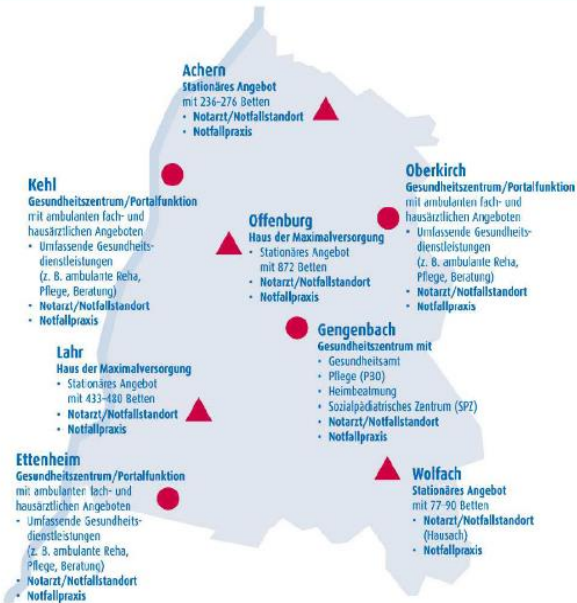 Achern
Stationäres Angebot
mit 236-276 Betten
• Notarzt/Notfallstandort
• Notfallpraxis
Kehl
Gesundheitszentrum/Portalfunktion
mit ambulanten fach- und
hausärztlichen Angeboten
• Umfassende Gesundheits-
dienstleistungen
(z. B. ambulante Reha,
Pflege, Beratung)
• Notarzt/Notfallstandort
• Notfallpraxis
Oberkirch
Gesundheitszentrum/Portalfunktion
mit ambulanten fach- und
hausärztlichen Angeboten
• Umfassende Gesundheits-
dienstleistungen
(z. B. ambulante Reha,
Pflege, Beratung)
• Notarzt/Notfallstandort
• Notfallpraxis
Offenburg
Haus der Maximalversorgung
• Stationäres Angebot
mit 872 Betten
• Notarzt/Notfallstandort
• Notfallpraxis
Gengenbach
Gesundheitszentrum mit
• Gesundheitsamt
• Pflege (P30)
• Heimbeatmung
• Sozialpädiatrisches Zentrum (SPZ)
• Notarzt/Notfallstandort
• Notfallpraxis
Lahr
Haus der Maximalversorgung
• Stationäres Angebot
mit 433-480 Betten
• Notarzt/Notfallstandort
• Notfallpraxis
Ettenheim
Gesundheitszentrum/Portalfunktion
mit ambulanten fach- und
hausärztlichen Angeboten
• Umfassende Gesundheits-
dienstleistungen
(z. B. ambulante Reha,
Pflege, Beratung)
• Notarzt/Notfallstandort
• Notfallpraxis
Wolfach
Stationäres Angebot
mit 77-90 Betten
• Notarzt/Notfallstandort
(Hausach)
• Notfallpraxis